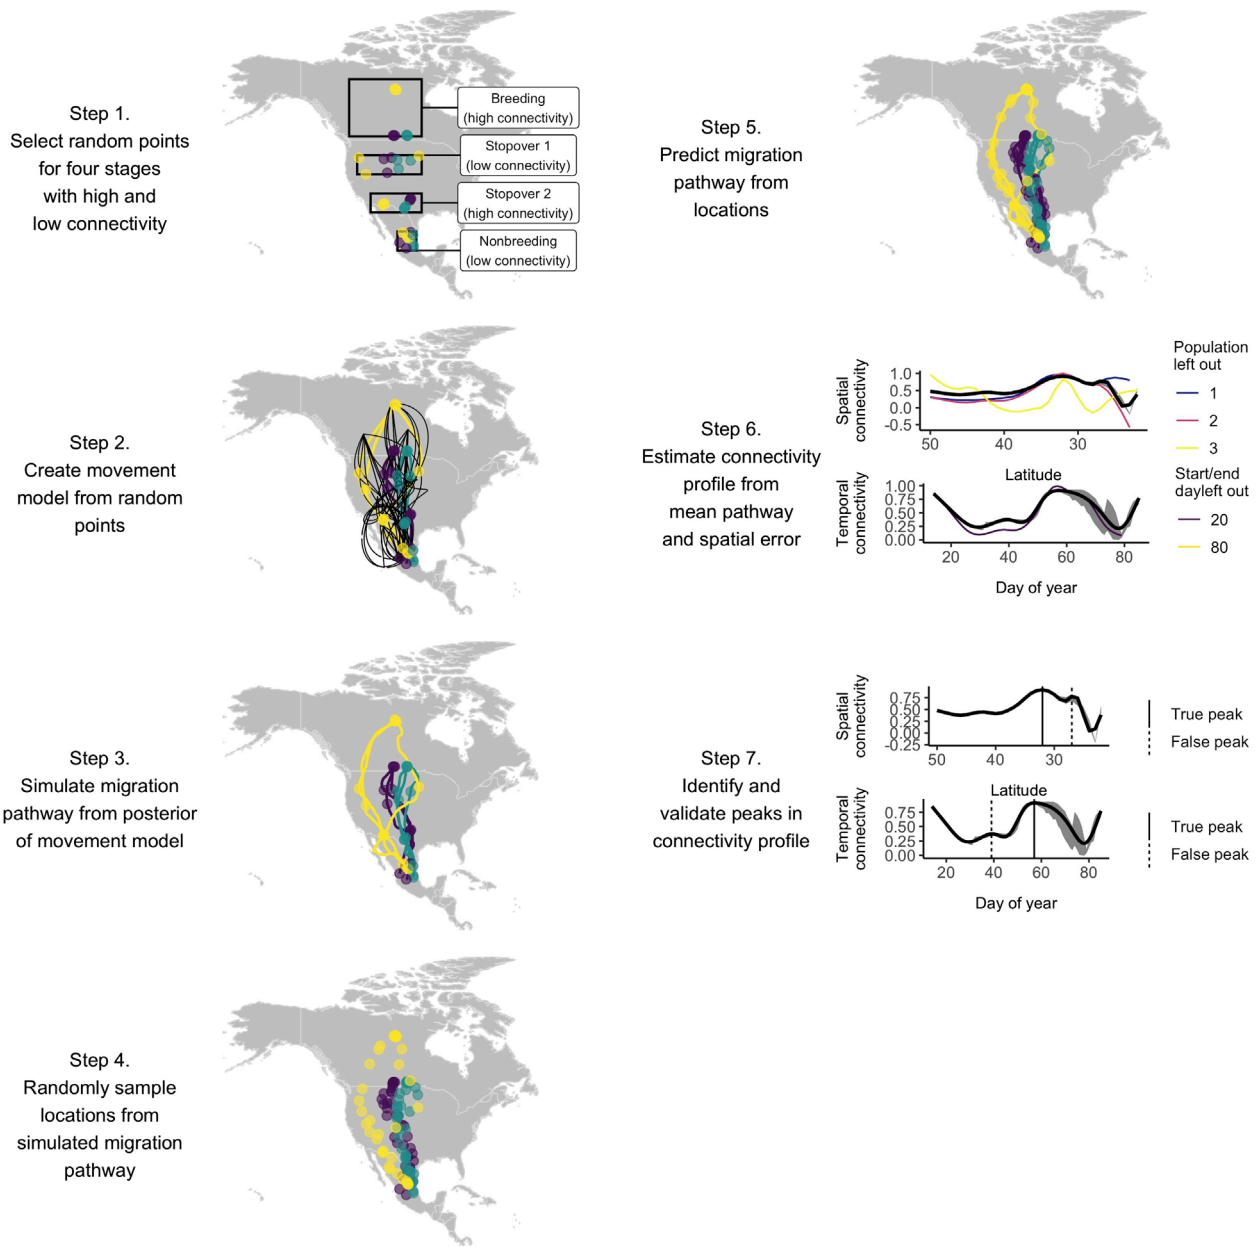 Step 1.
Select random points
for four stages
with high and
low connectivity
Breeding
(high connectivity)
Stopover 1
(low connectivity)
Stopover 2
(high connectivity)
Nonbreeding
(low connectivity)
Step 2.
Create movement
model from random
points
Step 3.
Simulate migration
pathway from posterior
of movement model
Step 4.
Randomly sample
locations from
simulated migration
pathway
Step 5.
Predict migration
pathway from
locations
Step 6.
Estimate connectivity
profile from
mean pathway
and spatial error
Spatial
connectivity
1.0
0.5
0.0
-0.5
50 40 30
Latitude
Temporal
connectivity
1.00
0.75
0.50
0.25
0.00
20 40 60 80
Day of year
Population
left out
1
2
3
Start/end
dayleft out
20
80
Step 7.
Identify and
validate peaks in
connectivity profile
Spatial
connectivity
0.75
0.50
0.25
0.00
-0.25
50 40 30
Latitude
True peak
False peak
Temporal
connectivity
0.75
0.50
0.25
0.00
20 40 60 80
Day of year
True peak
False peak